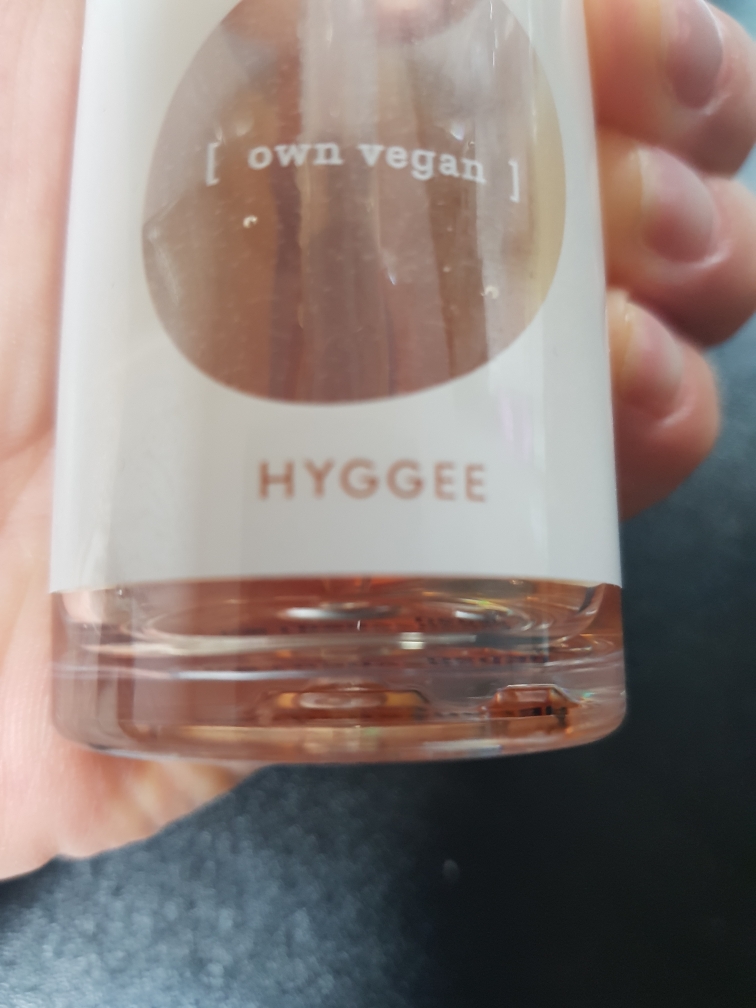 [ own vegan ]
HYGGEE